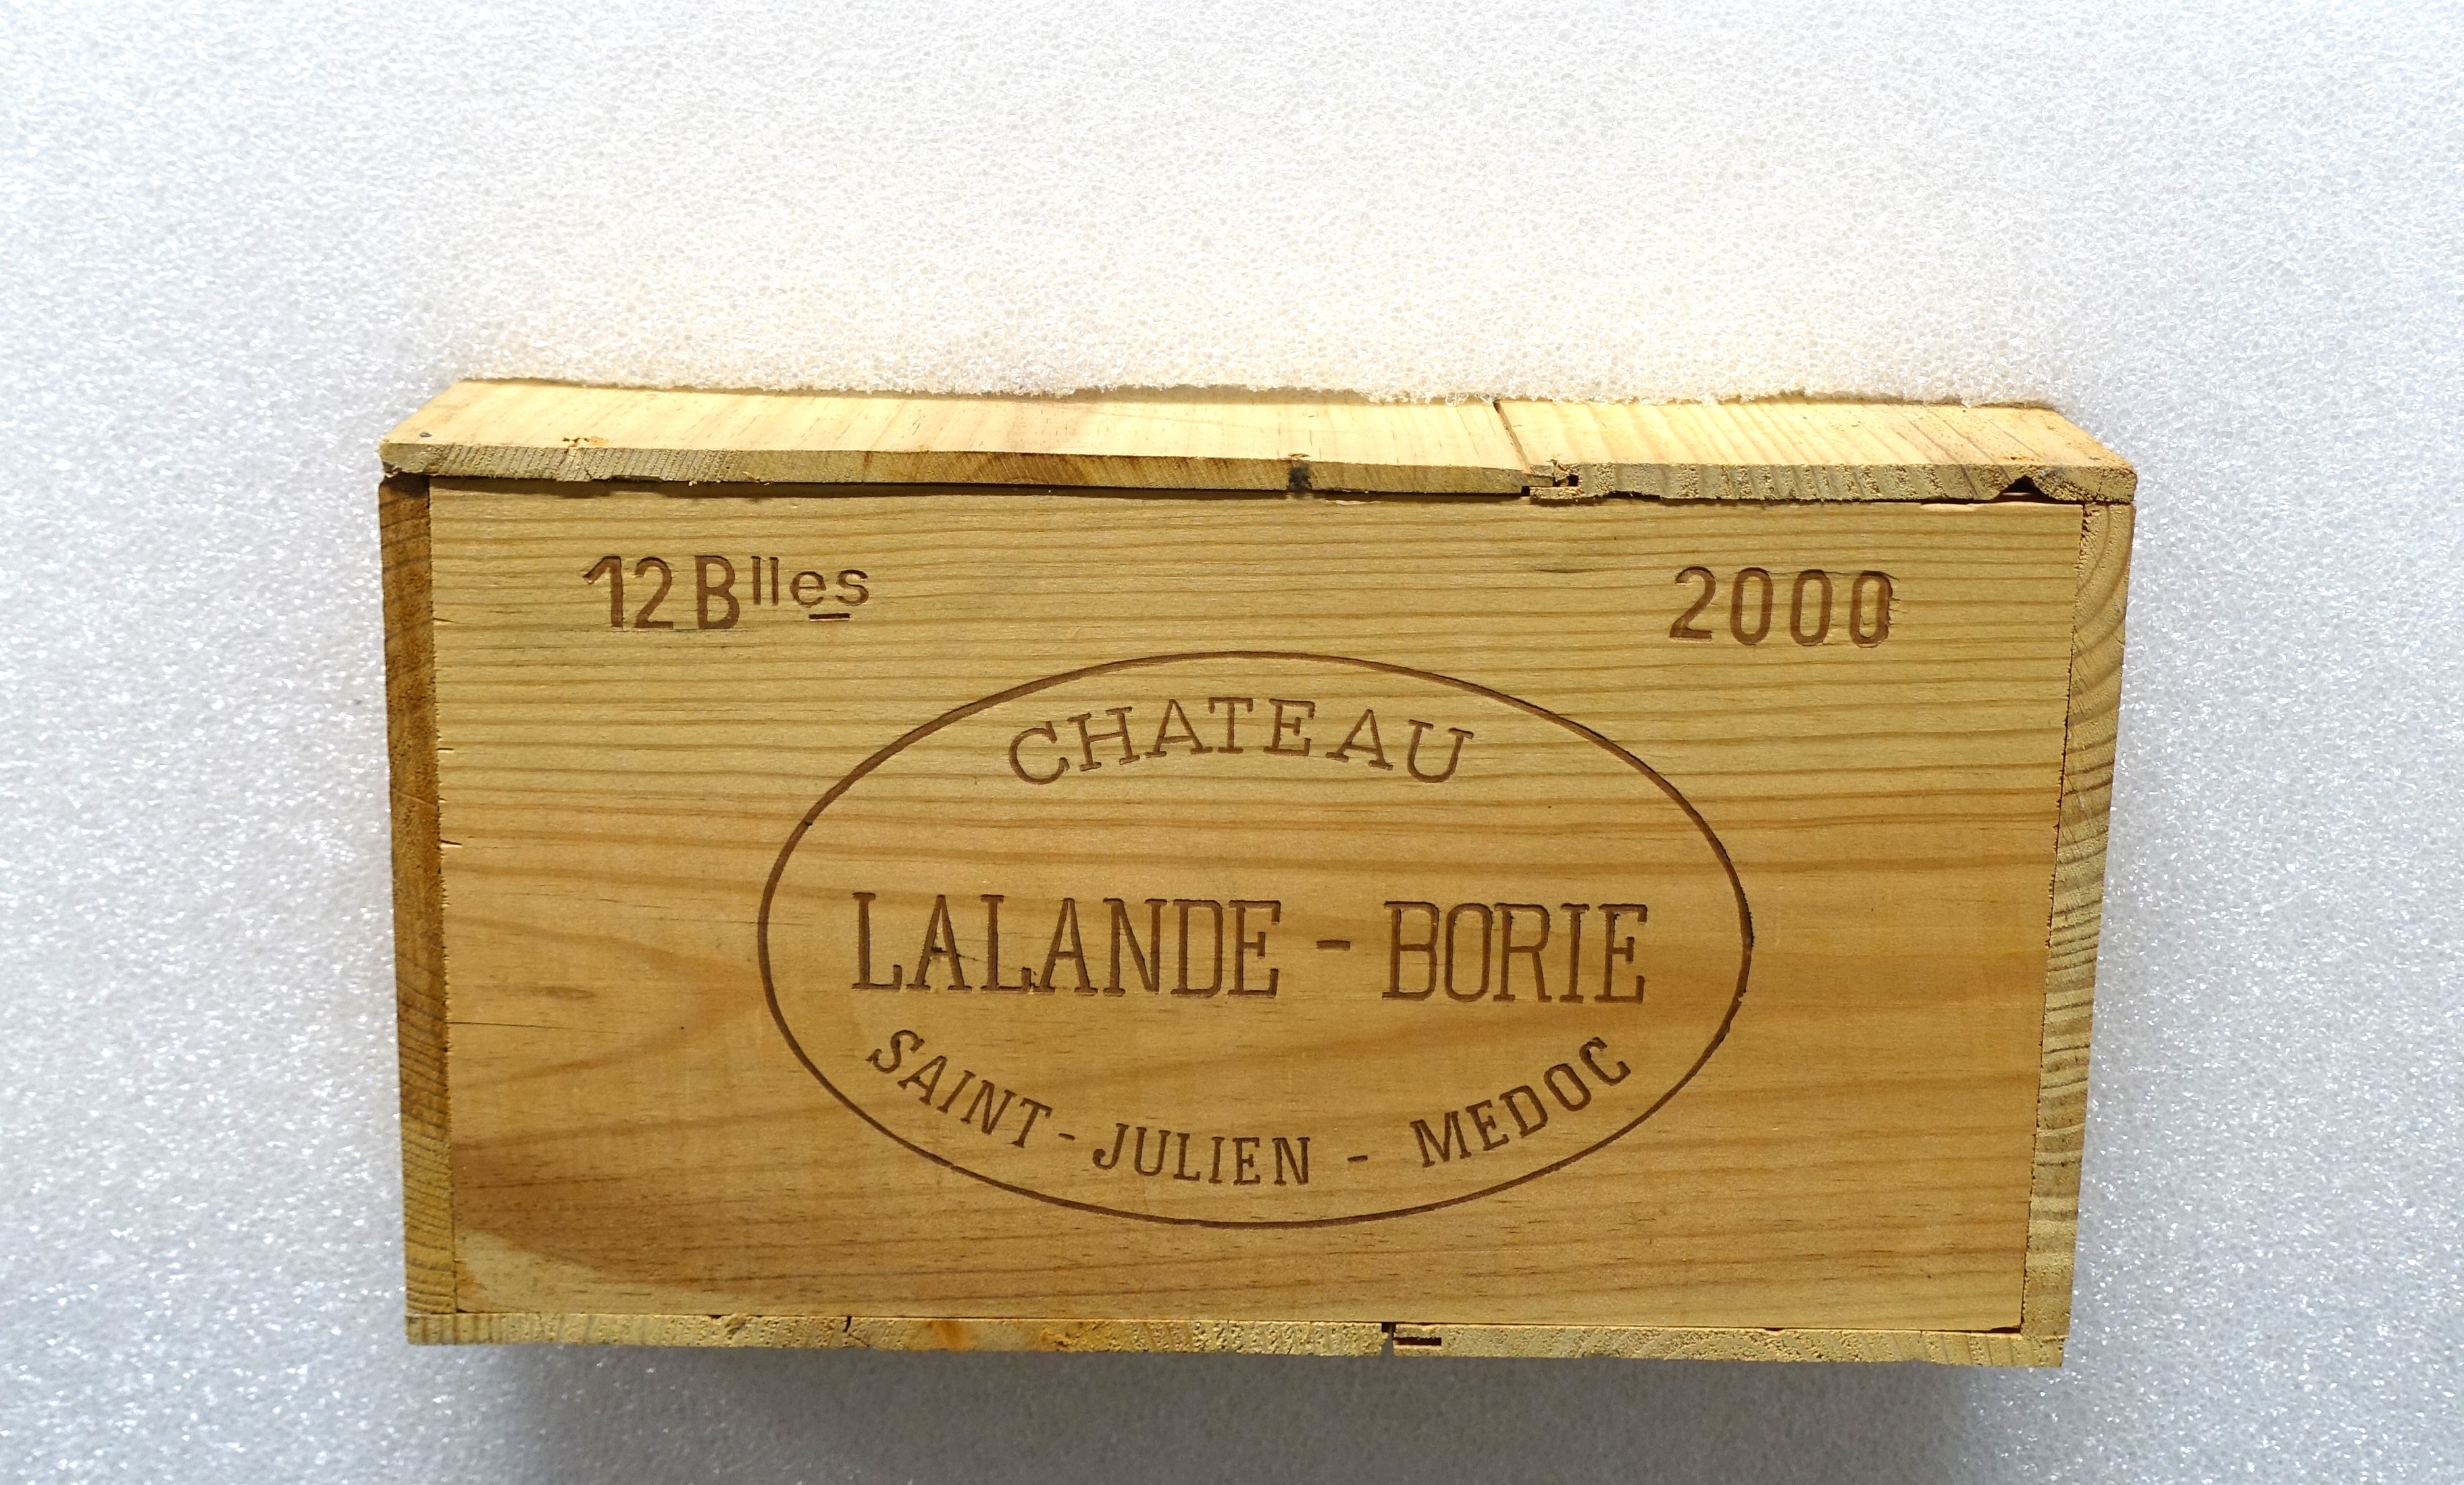 12 Blles
2000
CHATEAU
LALANDE - BORIE
SAINT-JULIEN - MEDOC